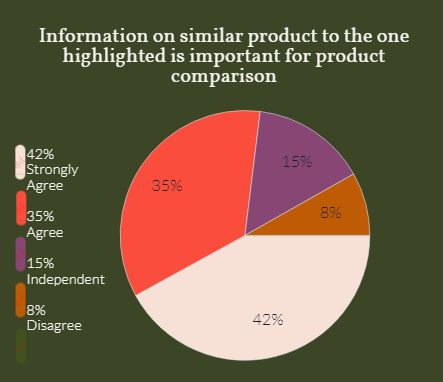 Information on similar product to the one
highlighted is important for product
comparison
42%
Strongly
Agree
35%
Agree
15%
Independent
8%
Disagree
35%
15%
8%
42%